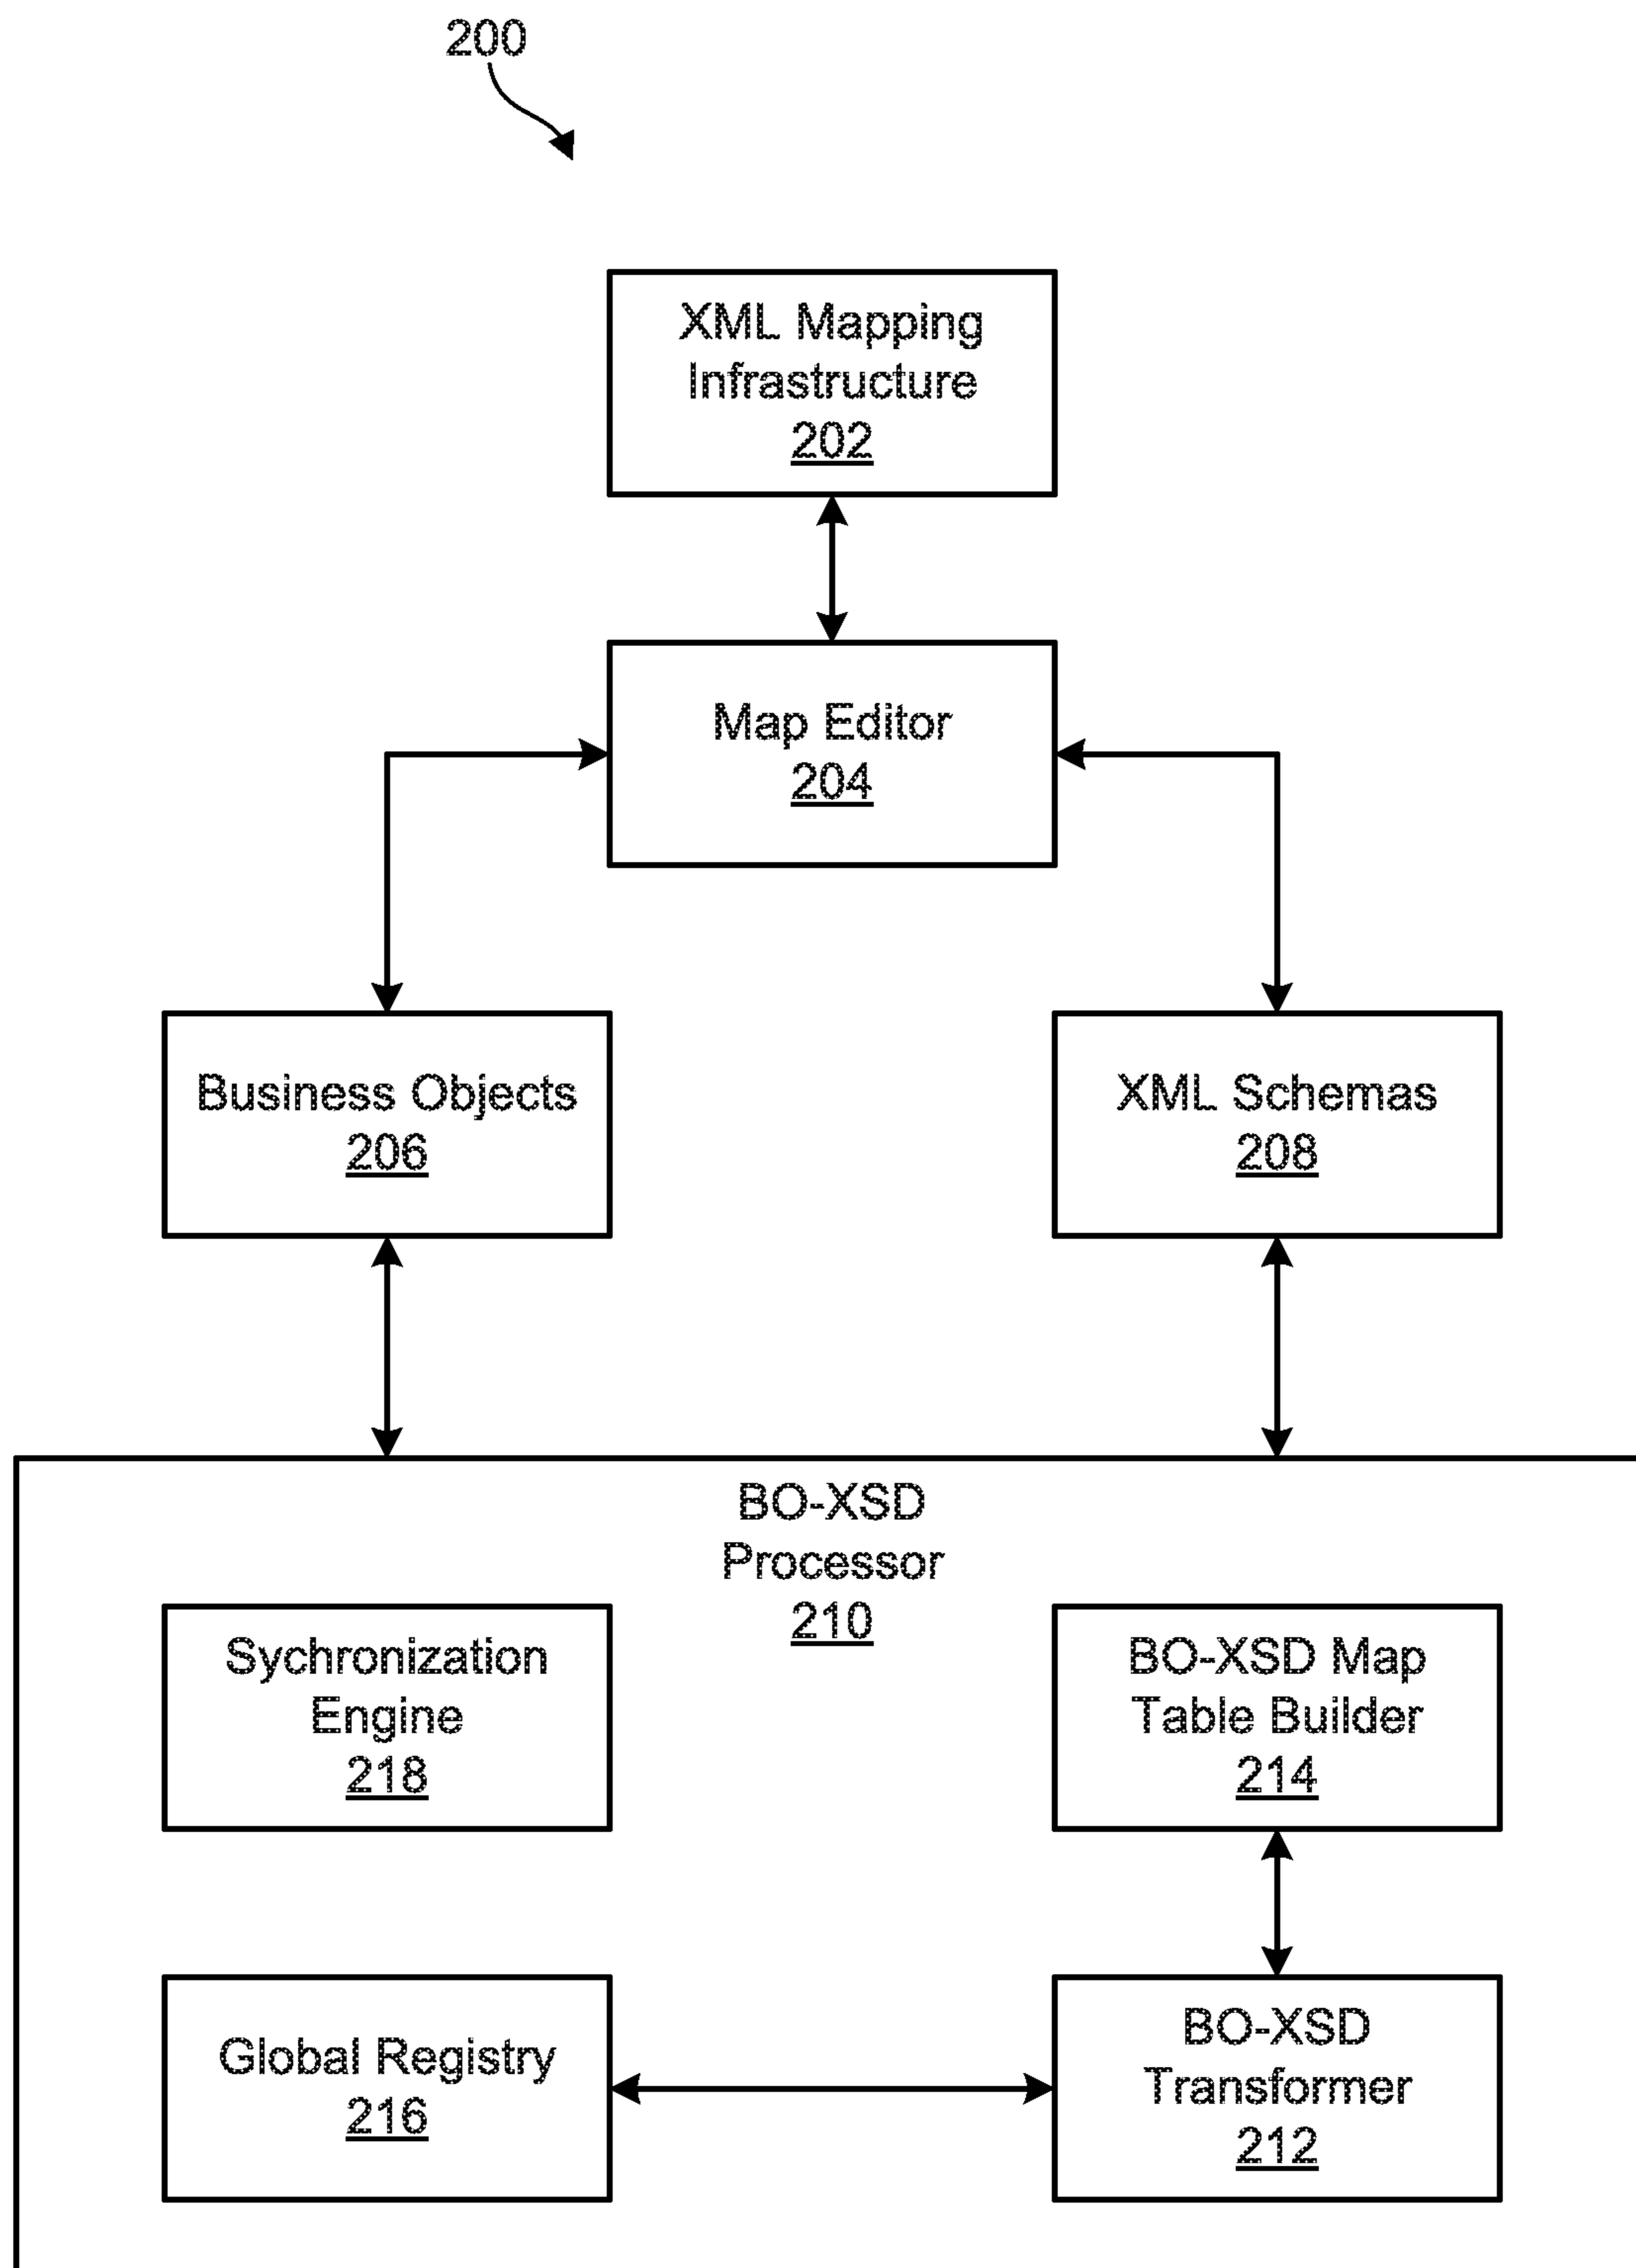 200
XML Mapping
Infrastructure
202
Map Editor
204
Business Objects
206
XML Schemas
208
BO-XSD
Processor
210
Sychronization
Engine
218
BO-XSD Map
Table Builder
214
Global Registry
216
BO-XSD
Transformer
212